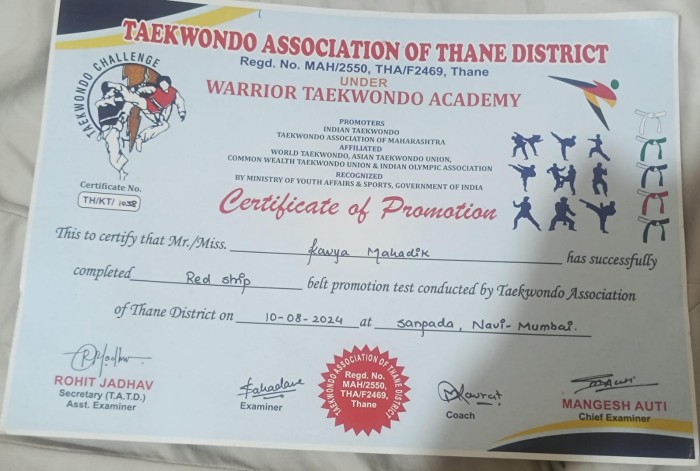 TAEKWONDO ASSOCIATION OF THANE DISTRICT
Regd. No. MAH/2550, THA/F2469, Thane
UNDER
WARRIOR TAEKWONDO ACADEMY
TAEKWONDO CHALLENGE
PROMOTERS
INDIAN TAEKWONDO
TAEKWONDO ASSOCIATION OF MAHARASHTRA
AFFILIATED
WORLD TAEKWONDO, ASIAN TAEKWONDO UNION,
COMMON WEALTH TAEKWONDO UNION & INDIAN OLYMPIC ASSOCIATION
RECOGNIZED
BY MINISTRY OF YOUTH AFFAIRS & SPORTS, GOVERNMENT OF INDIA
Certificate No.
TH/KT/ 1038
Certificate of Promotion
This to certify that Mr./Miss. Kavya Mahadik has successfully
completed Red strip belt promotion test conducted by Taekwondo Association
of Thane District on 10-08-2024 at sanpada, Navi-Mumbai.
ROHIT JADHAV
Secretary (T.A.T.D.)
Asst. Examiner
Examiner
TAEKWONDO ASSOCIATION OF THANE DISTRICT
Regd. No.
MAH/2550,
THA/F2469,
Thane
Coach
MANGESH AUTI
Chief Examiner